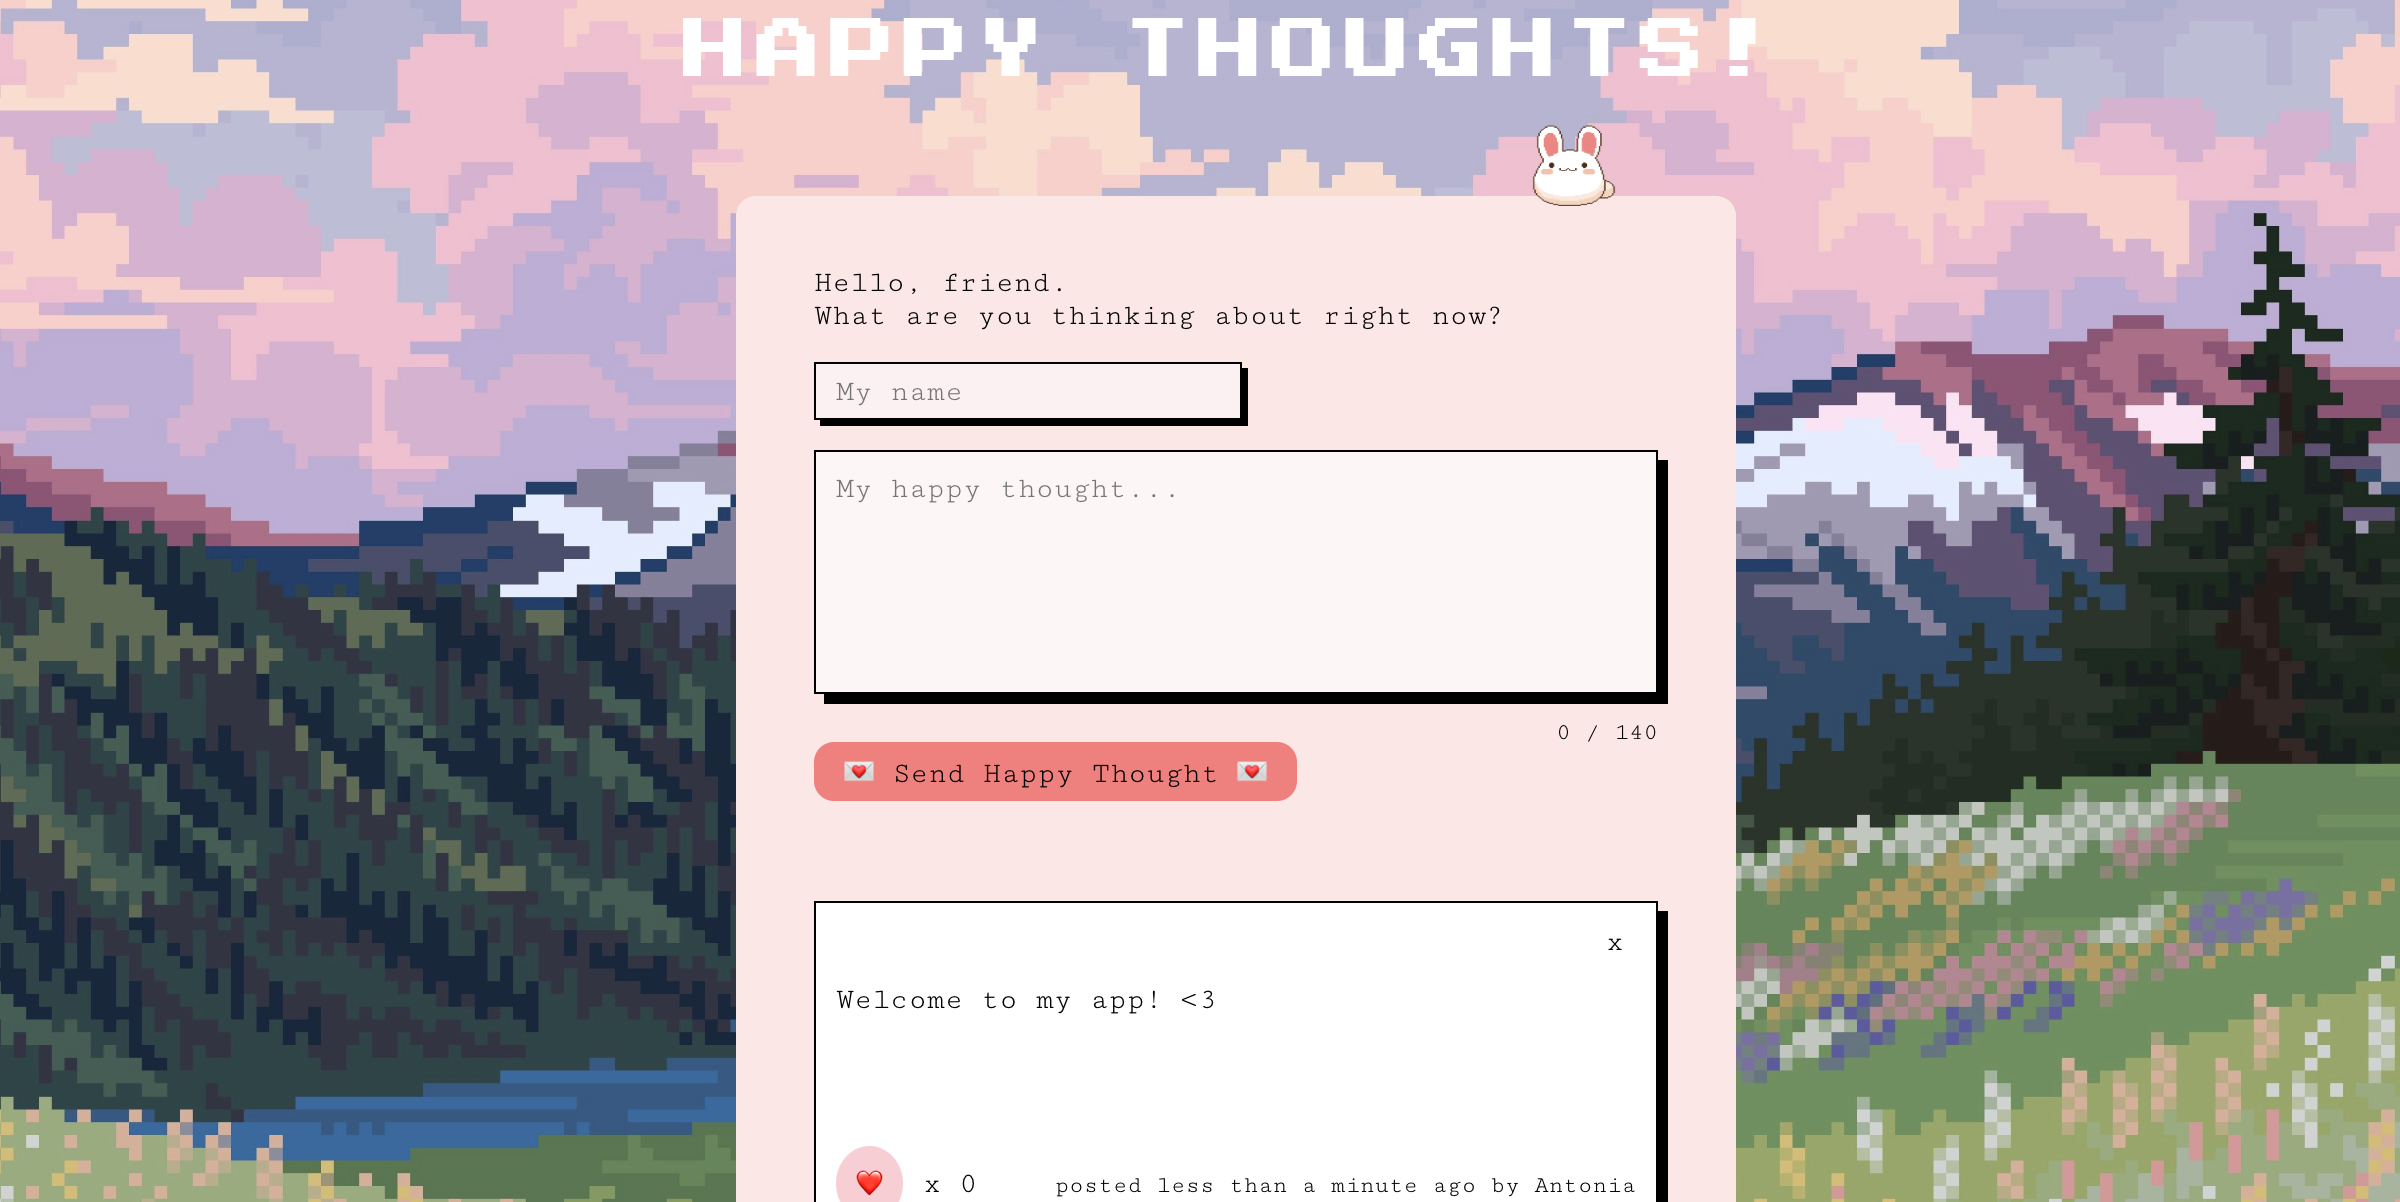 HAPPY THOUGHTS!
Hello, friend.
What are you thinking about right now?
My name
My happy thought...
0 / 140
💌 Send Happy Thought 💌
x
Welcome to my app! <3
❤️ x 0 posted less than a minute ago by Antonia